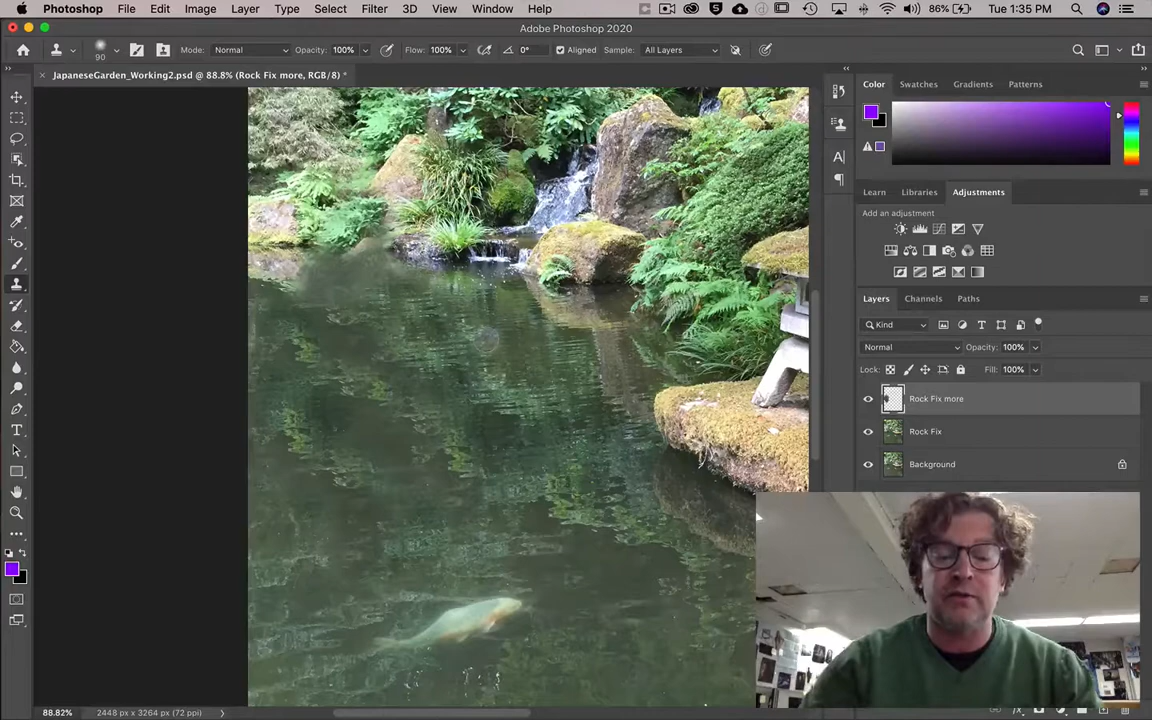 Photoshop File Edit Image Layer Type Select Filter 3D View Window Help 86% Tue 1:35 PM
Adobe Photoshop 2020
90 Mode: Normal Opacity: 100% Flow: 100% 0° Aligned Sample: All Layers
JapaneseGarden_Working2.psd @ 88.8% (Rock Fix more, RGB/8) *
Color Swatches Gradients Patterns
Learn Libraries Adjustments
Add an adjustment
Layers Channels Paths
Kind
Normal Opacity: 100%
Lock: Fill: 100%
Rock Fix more
Rock Fix
Background
88.82% 2448 px x 3264 px (72 ppi)